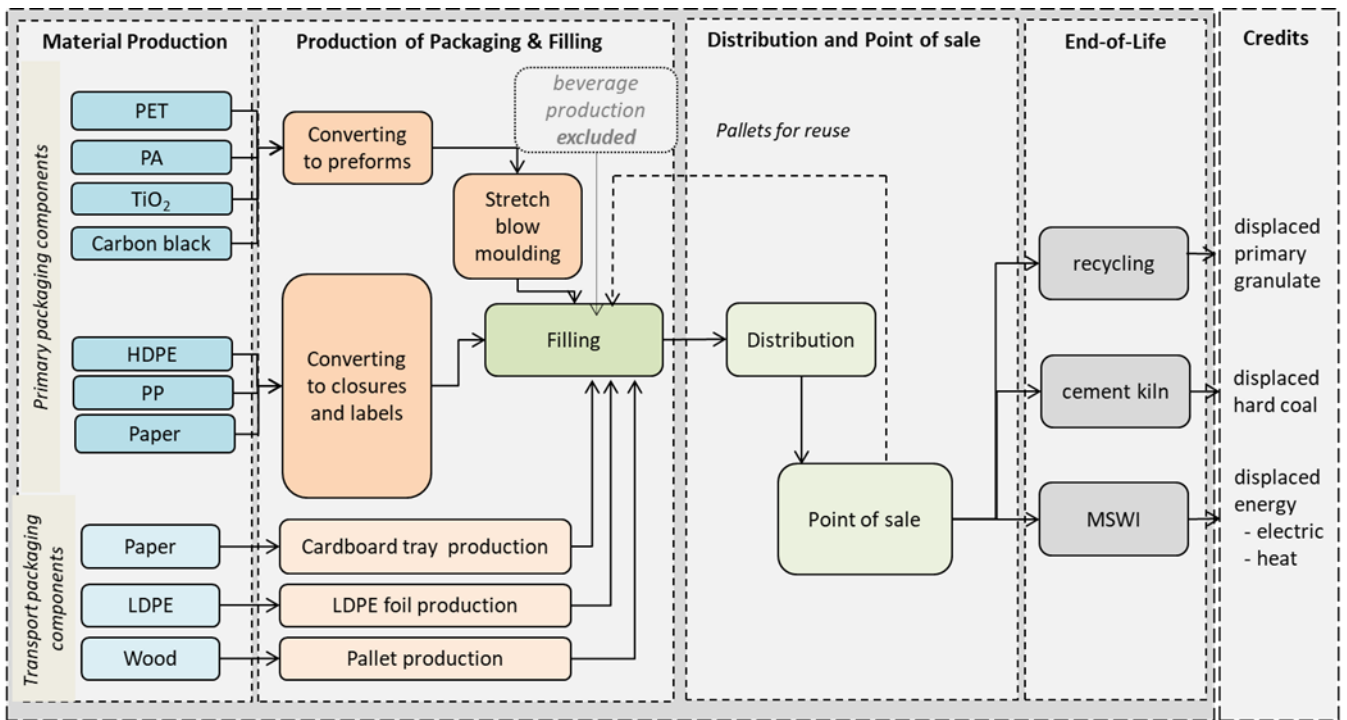 Material Production
Production of Packaging & Filling
Distribution and Point of sale
End-of-Life
Credits
Primary packaging components
PET
PA
TiO₂
Carbon black
HDPE
PP
Paper
Transport packaging
components
Paper
LDPE
Wood
Converting
to preforms
beverage
production
excluded
Stretch
blow
moulding
Converting
to closures
and labels
Filling
Cardboard tray production
LDPE foil production
Pallet production
Pallets for reuse
Distribution
Point of sale
recycling
cement kiln
MSWI
displaced
primary
granulate
displaced
hard coal
displaced
energy
- electric
- heat